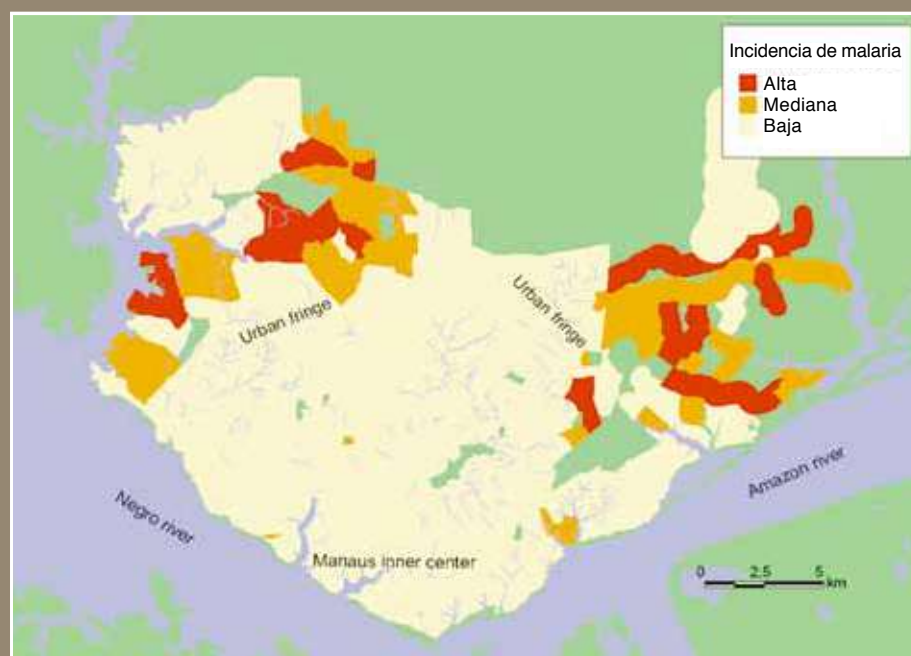 Incidencia de malaria
Alta
Mediana
Baja
Urban fringe
Urban fringe
Negro river
Amazon river
Manaus inner center
0 2,5 5
km